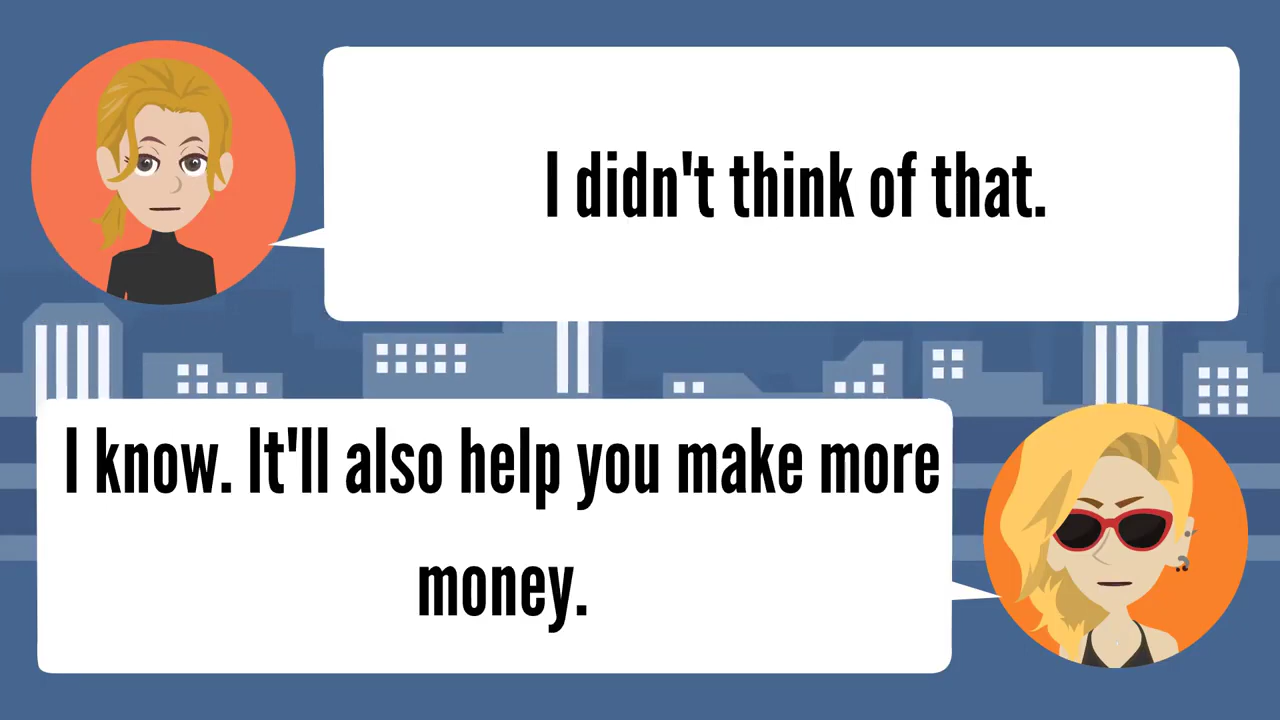 I didn't think of that.
I know. It'll also help you make more
money.